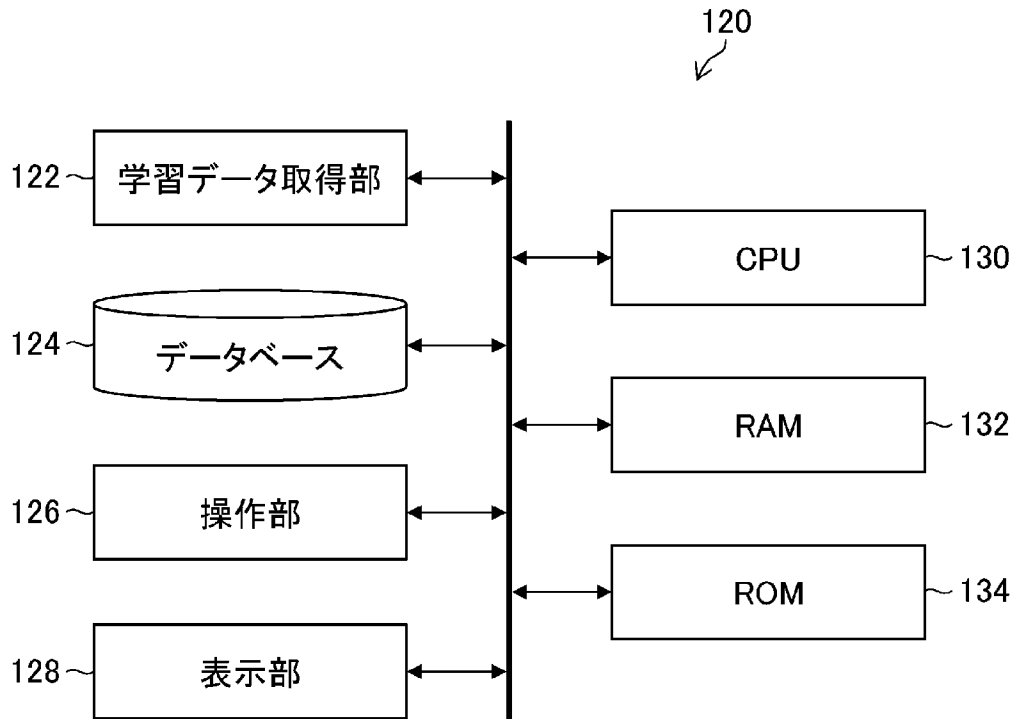 120
122 学習データ取得部
CPU 130
124 データベース
RAM 132
126 操作部
ROM 134
128 表示部